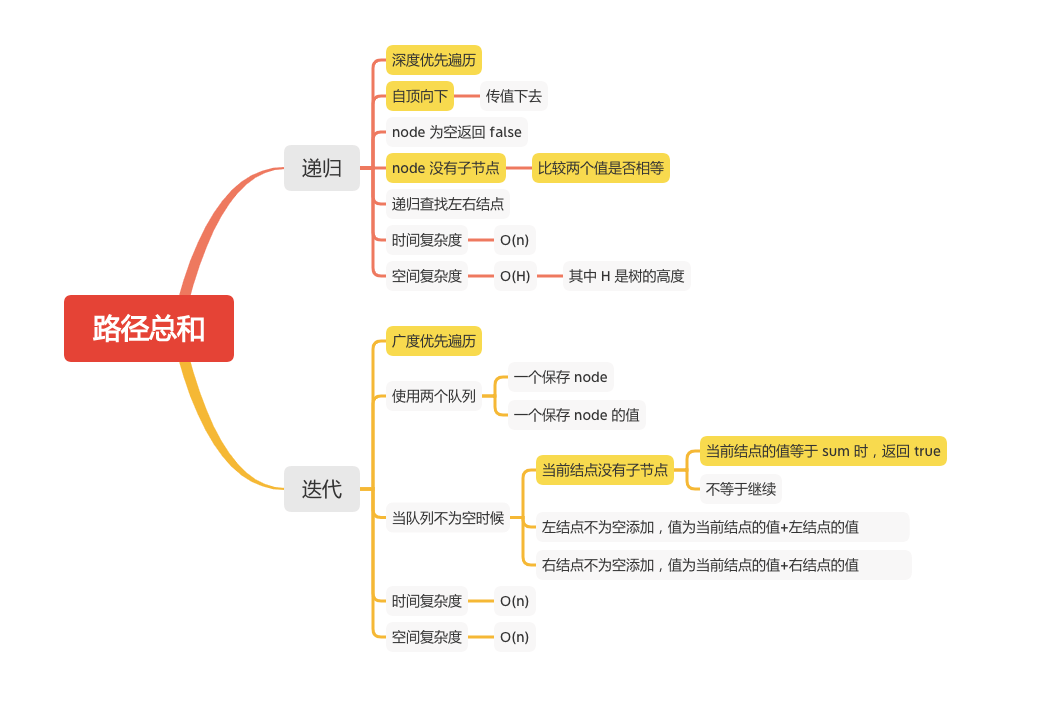 路径总和
递归
深度优先遍历
自顶向下
传值下去
node 为空返回 false
node 没有子节点
比较两个值是否相等
递归查找左右结点
时间复杂度
O(n)
空间复杂度
O(H)
其中 H 是树的高度
迭代
广度优先遍历
使用两个队列
一个保存 node
一个保存 node 的值
当队列不为空时候
当前结点没有子节点
当前结点的值等于 sum 时，返回 true
不等于继续
左结点不为空添加，值为当前结点的值+左结点的值
右结点不为空添加，值为当前结点的值+右结点的值
时间复杂度
O(n)
空间复杂度
O(n)